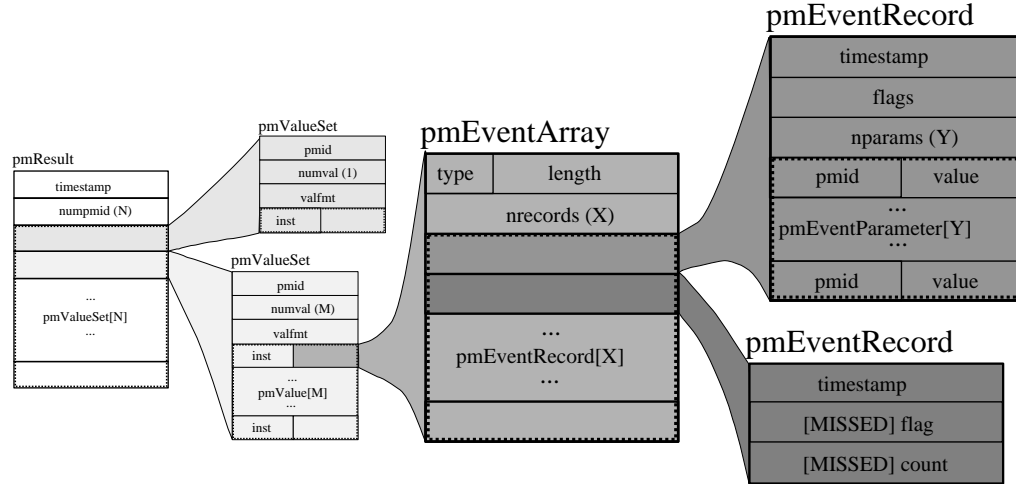 pmResult
timestamp
numpmid (N)
...
pmValueSet[N]
...
pmValueSet
pmid
numval (1)
valfmt
inst
pmValueSet
pmid
numval (M)
valfmt
inst
...
pmValue[M]
...
inst
pmEventArray
type length
nrecords (X)
...
pmEventRecord[X]
...
pmEventRecord
timestamp
flags
nparams (Y)
pmid value
...
pmEventParameter[Y]
...
pmid value
pmEventRecord
timestamp
[MISSED] flag
[MISSED] count